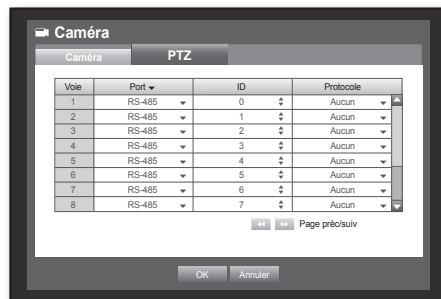 Caméra
Caméra PTZ
Voie Port ID Protocole
1 RS-485 0 Aucun
2 RS-485 1 Aucun
3 RS-485 2 Aucun
4 RS-485 3 Aucun
5 RS-485 4 Aucun
6 RS-485 5 Aucun
7 RS-485 6 Aucun
8 RS-485 7 Aucun
Page prèc/suiv
OK Annuler